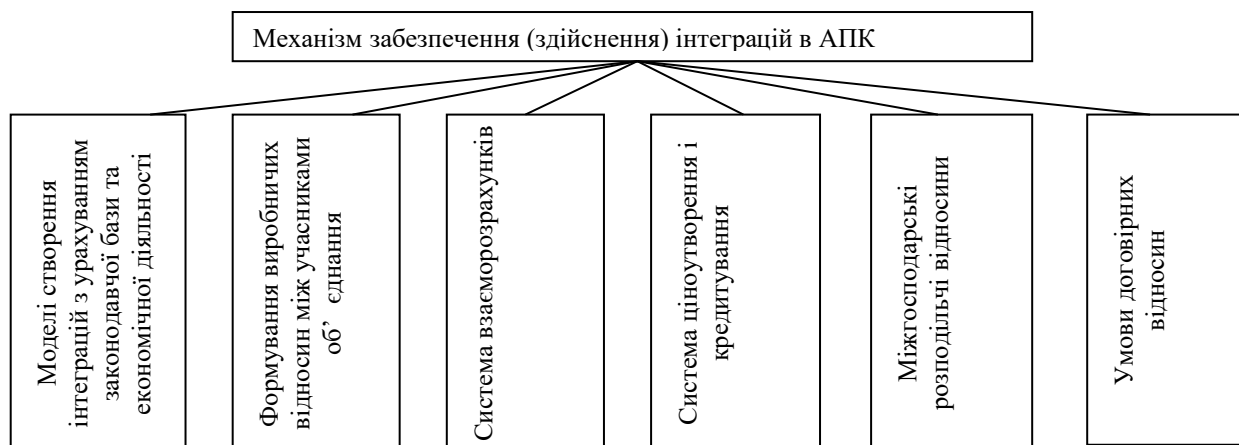 Механізм забезпечення (здійснення) інтеграцій в АПК
Моделі створення
інтеграцій з урахуванням
законодавчої бази та
економічної діяльності
Формування виробничих
відносин між учасниками
об’ єднання
Система взаєморозрахунків
Система ціноутворення і
кредитування
Міжгосподарські
розподільчі відносини
Умови договірних
відносин